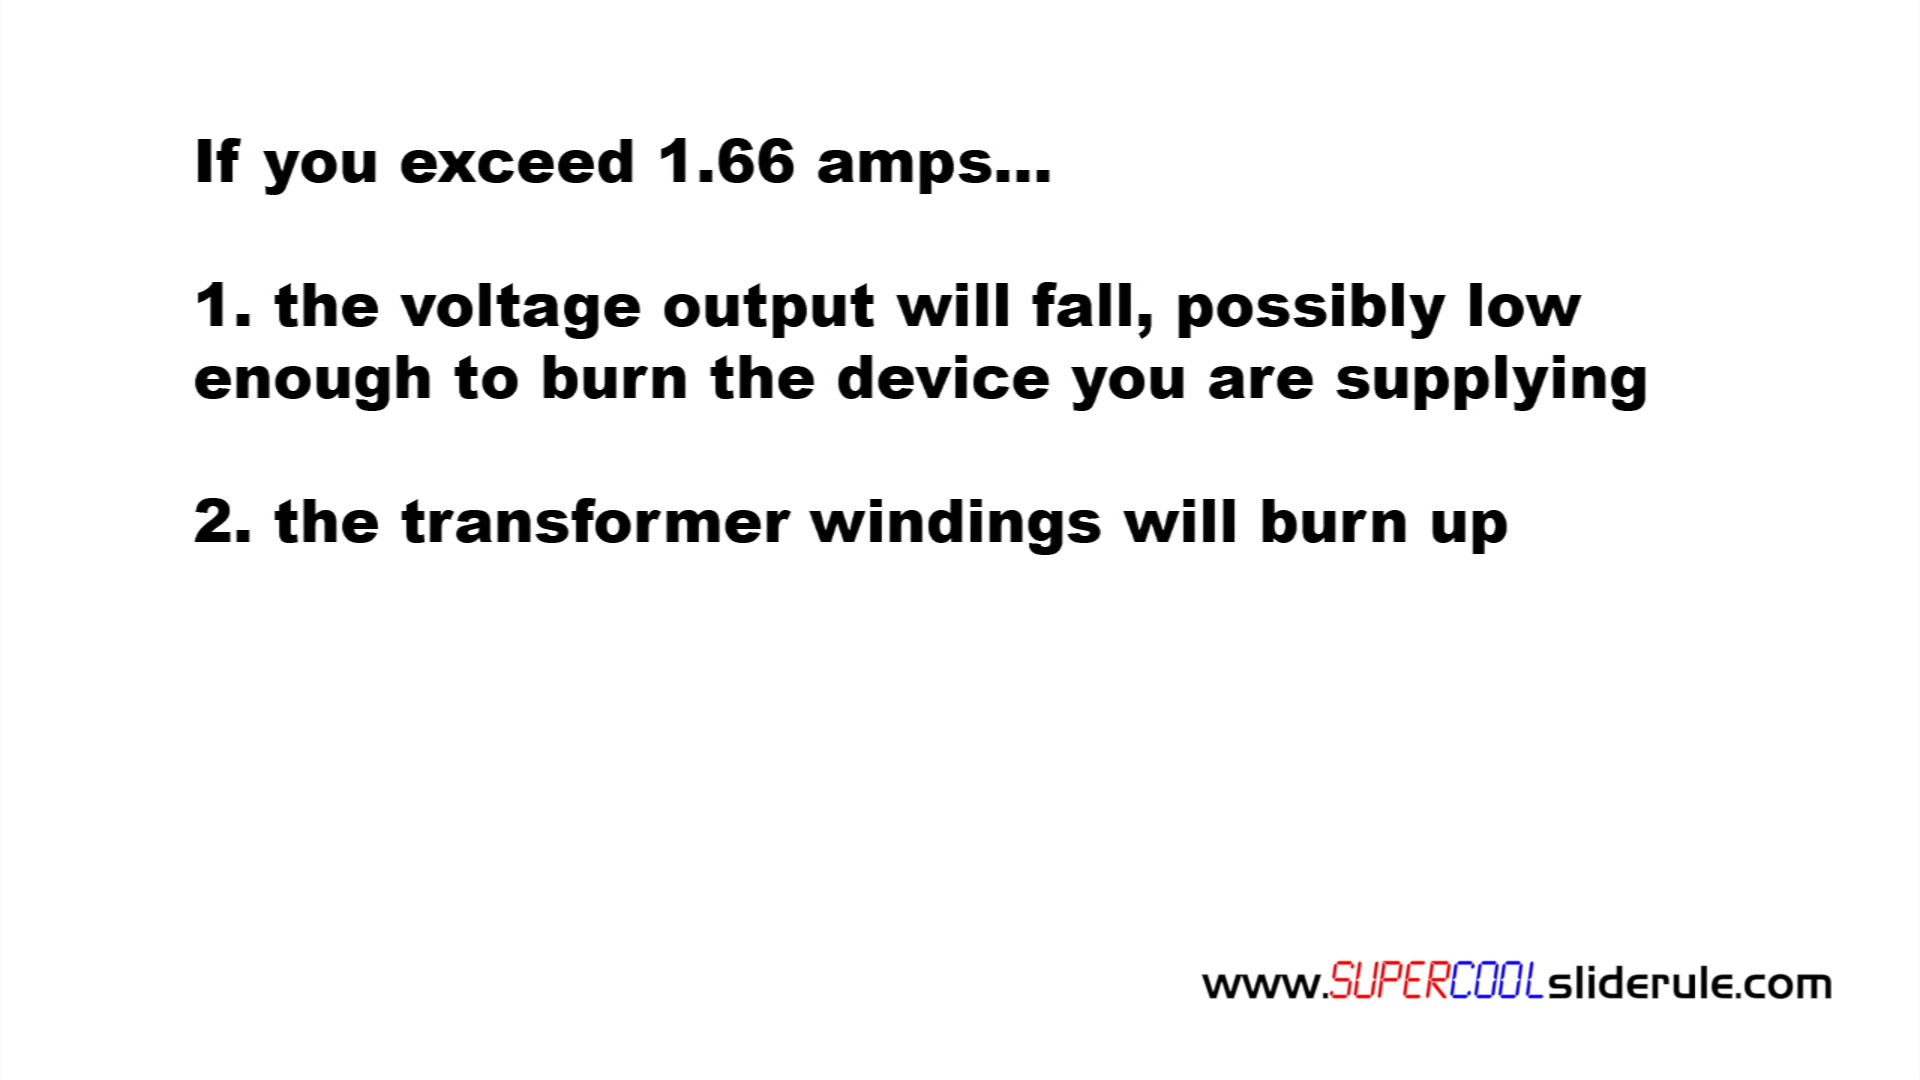 If you exceed 1.66 amps...
1. the voltage output will fall, possibly low
enough to burn the device you are supplying
2. the transformer windings will burn up
www.SUPERCOOLsliderule.com